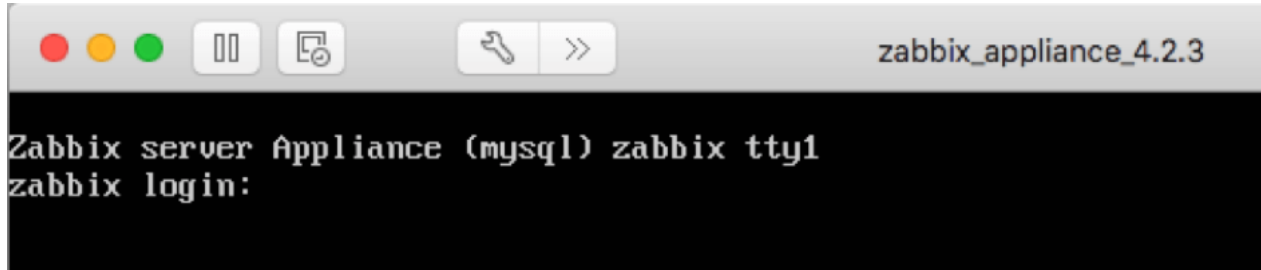 zabbix_appliance_4.2.3
Zabbix server Appliance (mysql) zabbix tty1
zabbix login: